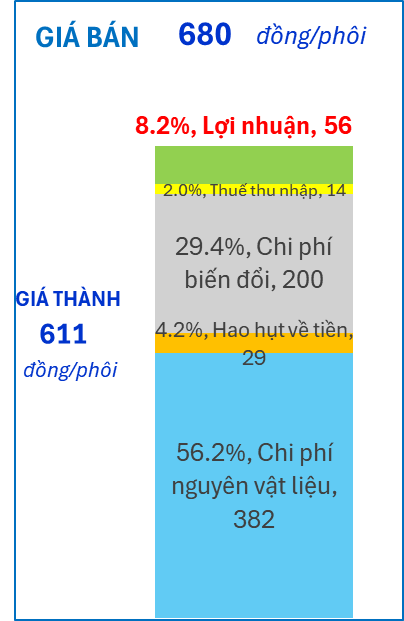 GIÁ BÁN 680 đồng/phôi
8.2%, Lợi nhuận, 56
2.0%, Thuế thu nhập, 14
29.4%, Chi phí
biến đổi, 200
GIÁ THÀNH
611
đồng/phôi
4.2%, Hao hụt về tiền,
29
56.2%, Chi phí
nguyên vật liệu,
382